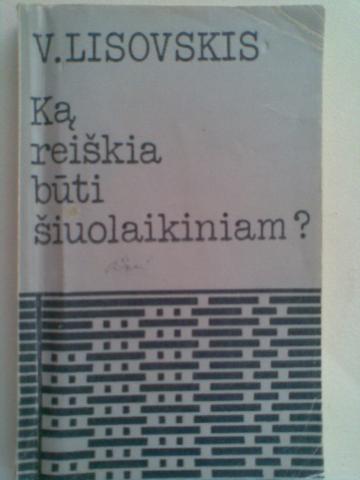 V.LISOVSKIS
Ką
reiškia
būti
šiuolaikiniam?